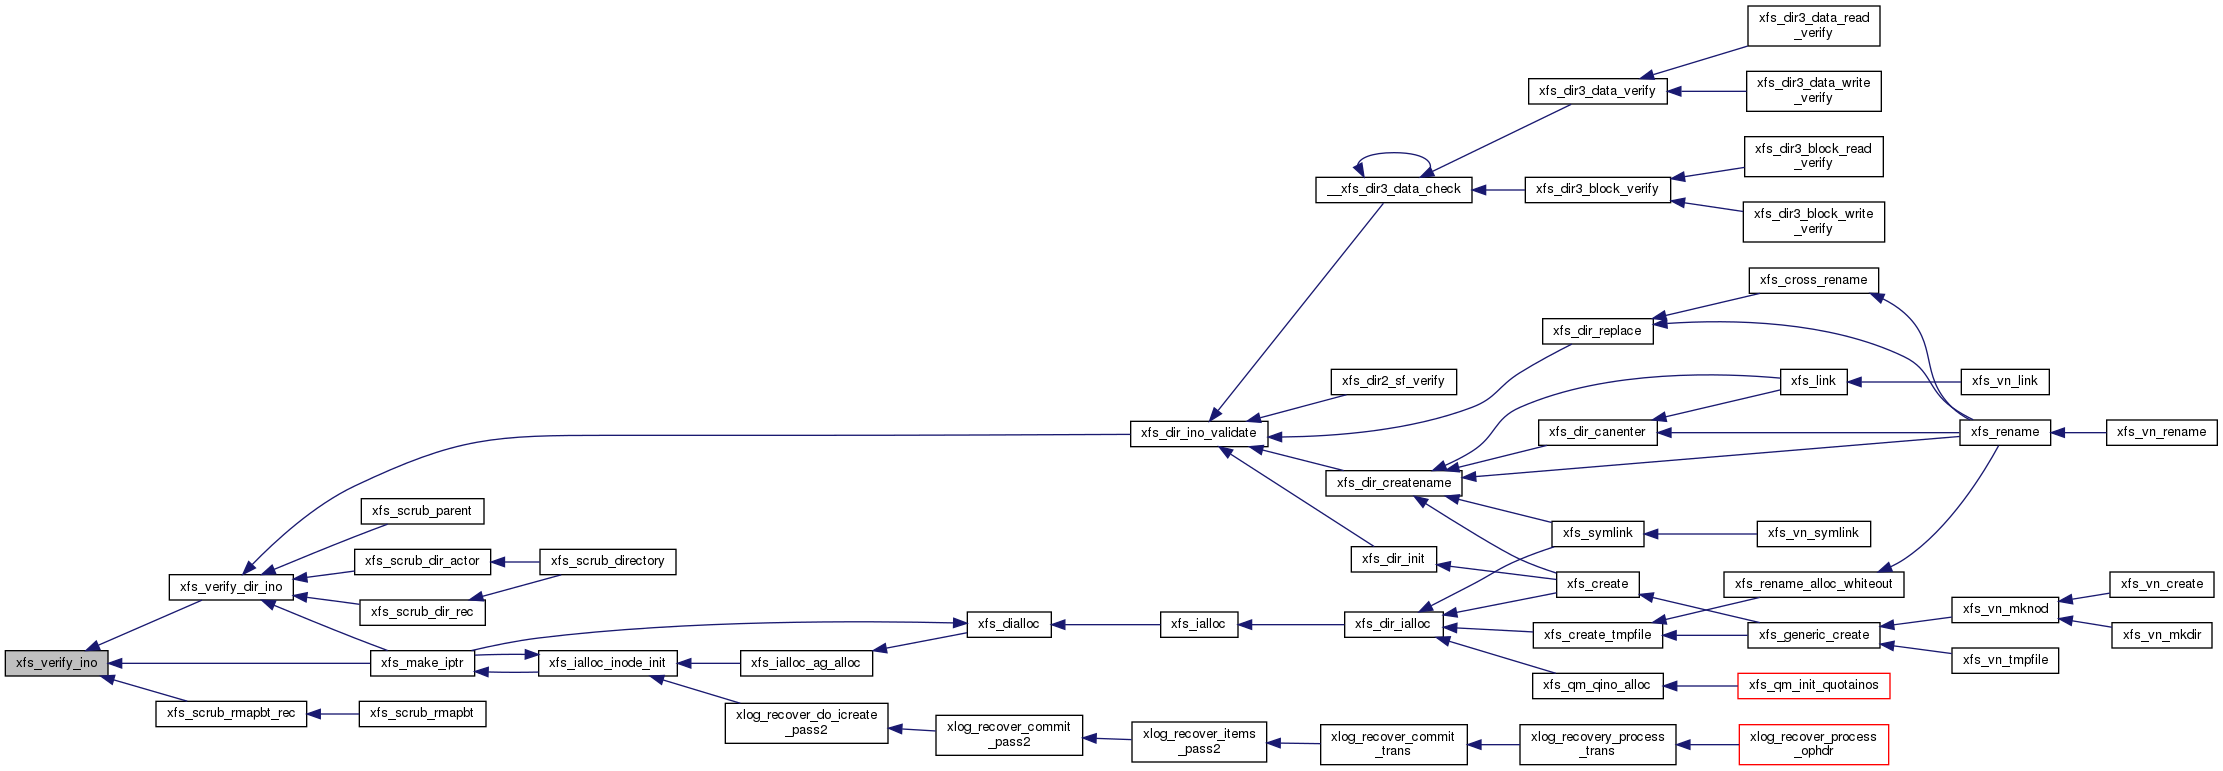 xfs_dir3_data_read
_verify
xfs_dir3_data_verify
xfs_dir3_data_write
_verify
xfs_dir3_block_read
_verify
__xfs_dir3_data_check
xfs_dir3_block_verify
xfs_dir3_block_write
_verify
xfs_cross_rename
xfs_dir_replace
xfs_dir2_sf_verify
xfs_link
xfs_vn_link
xfs_dir_ino_validate
xfs_dir_canenter
xfs_rename
xfs_vn_rename
xfs_dir_createname
xfs_scrub_parent
xfs_symlink
xfs_vn_symlink
xfs_scrub_dir_actor
xfs_scrub_directory
xfs_dir_init
xfs_verify_dir_ino
xfs_create
xfs_rename_alloc_whiteout
xfs_vn_create
xfs_scrub_dir_rec
xfs_vn_mknod
xfs_dialloc
xfs_ialloc
xfs_dir_ialloc
xfs_create_tmpfile
xfs_generic_create
xfs_vn_mkdir
xfs_verify_ino
xfs_make_iptr
xfs_ialloc_inode_init
xfs_ialloc_ag_alloc
xfs_vn_tmpfile
xfs_qm_qino_alloc
xfs_qm_init_quotainos
xfs_scrub_rmapbt_rec
xfs_scrub_rmapbt
xlog_recover_do_icreate
_pass2
xlog_recover_commit
_pass2
xlog_recover_items
_pass2
xlog_recover_commit
_trans
xlog_recovery_process
_trans
xlog_recover_process
_ophdr